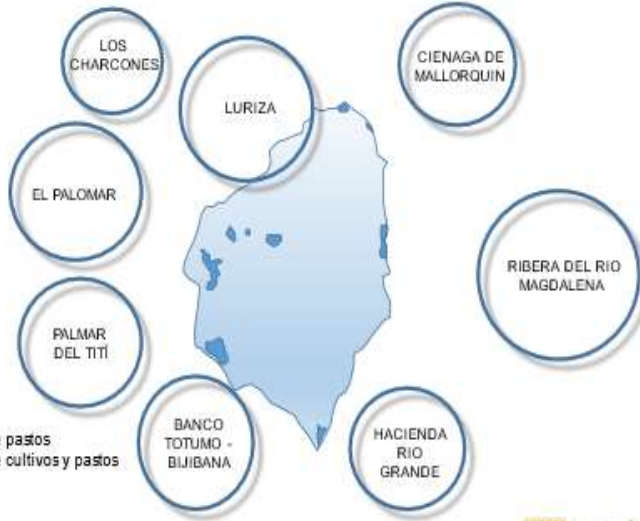 LOS
CHARCONES
LURIZA
CIENAGA DE
MALLORQUIN
EL PALOMAR
RIBERA DEL RIO
MAGDALENA
PALMAR
DEL TITÍ
BANCO
TOTUMO -
BIJIBANA
HACIENDA
RIO
GRANDE
pastos
cultivos y pastos